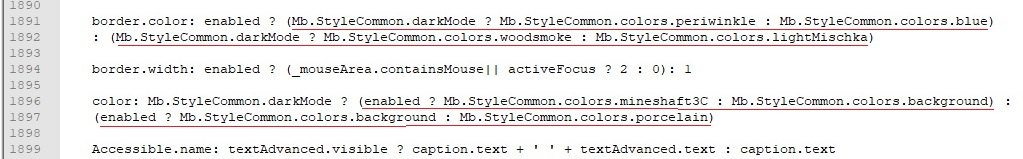 1890
1891 border.color: enabled ? (Mb.StyleCommon.darkMode ? Mb.StyleCommon.colors.periwinkle : Mb.StyleCommon.colors.blue)
1892 : (Mb.StyleCommon.darkMode ? Mb.StyleCommon.colors.woodsmoke : Mb.StyleCommon.colors.lightMischka)
1893
1894 border.width: enabled ? (_mouseArea.containsMouse|| activeFocus ? 2 : 0): 1
1895
1896 color: Mb.StyleCommon.darkMode ? (enabled ? Mb.StyleCommon.colors.mineshaft3C : Mb.StyleCommon.colors.background) :
1897 (enabled ? Mb.StyleCommon.colors.background : Mb.StyleCommon.colors.porcelain)
1898
1899 Accessible.name: textAdvanced.visible ? caption.text + ' ' + textAdvanced.text : caption.text